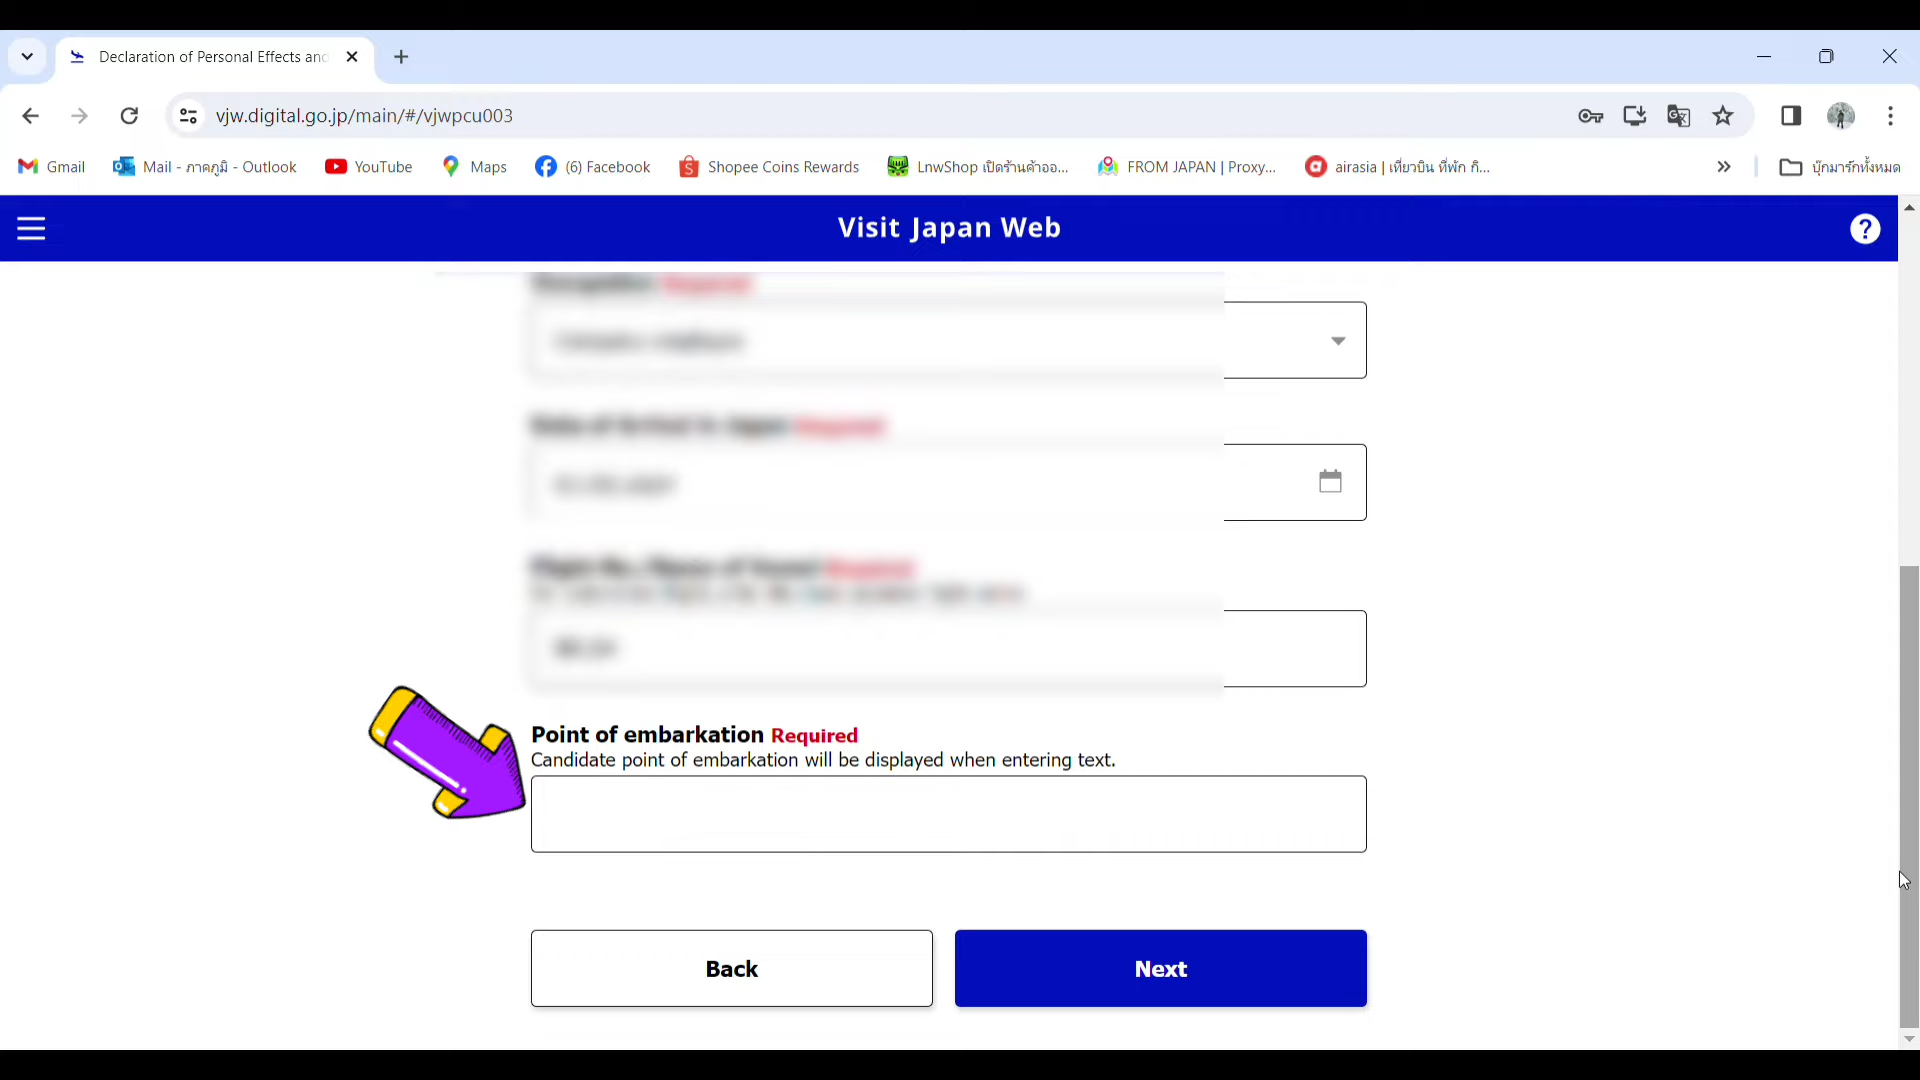 Declaration of Personal Effects and
vjw.digital.go.jp/main/#/vjwpcu003
Gmail
Mail - ภาคภูมิ - Outlook
YouTube
Maps
(6) Facebook
Shopee Coins Rewards
LnwShop เปิดร้านค้าออ...
FROM JAPAN | Proxy...
airasia | เที่ยวบิน ที่พัก กิ...
บุ๊กมาร์กทั้งหมด
Visit Japan Web
Point of embarkation Required
Candidate point of embarkation will be displayed when entering text.
Back
Next